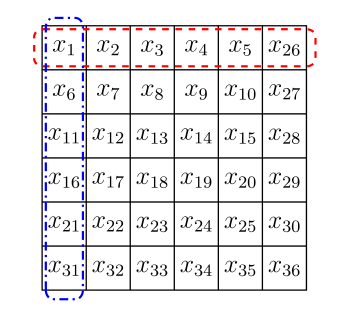 x₁ x₂ x₃ x₄ x₅ x₂₆
x₆ x₇ x₈ x₉ x₁₀ x₂₇
x₁₁ x₁₂ x₁₃ x₁₄ x₁₅ x₂₈
x₁₆ x₁₇ x₁₈ x₁₉ x₂₀ x₂₉
x₂₁ x₂₂ x₂₃ x₂₄ x₂₅ x₃₀
x₃₁ x₃₂ x₃₃ x₃₄ x₃₅ x₃₆